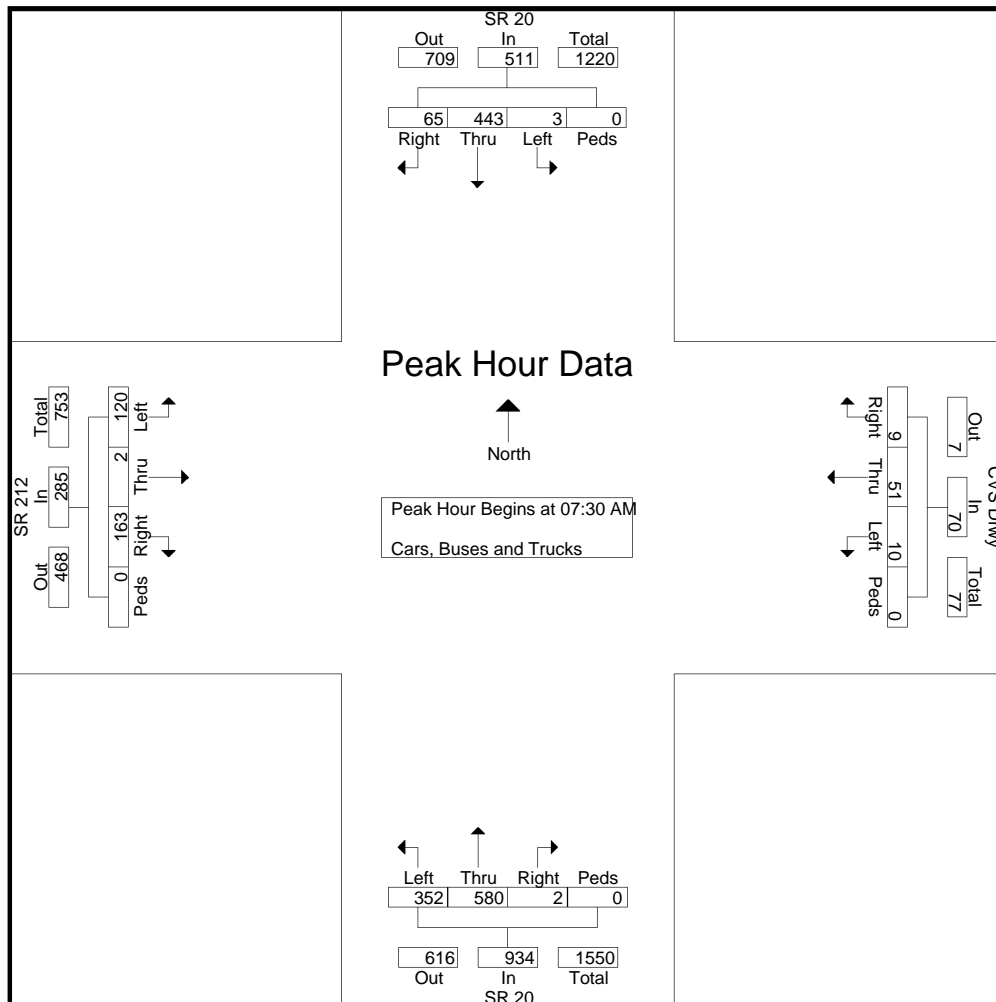 SR 20
Out In Total
709 511 1220
65 443 3 0
Right Thru Left Peds
Peak Hour Data
North
Peak Hour Begins at 07:30 AM
Cars, Buses and Trucks
SR 212
Total In Out
753 285 468
120 2 163 0
Left Thru Right Peds
CVS Drwy
Out In Total
7 70 77
9 51 10 0
Right Thru Left Peds
Left Thru Right Peds
352 580 2 0
616 934 1550
Out In Total
SR 20